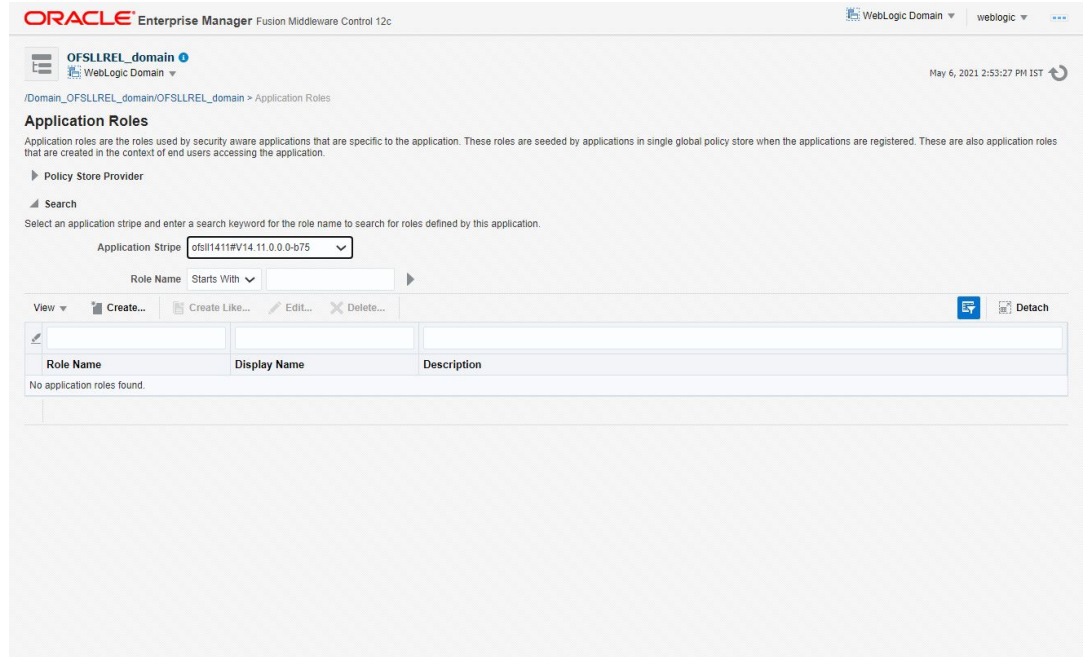 ORACLE Enterprise Manager Fusion Middleware Control 12c
WebLogic Domain
weblogic
OFSLLREL_domain
WebLogic Domain
May 6, 2021 2:53:27 PM IST
/Domain_OFSLLREL_domain/OFSLLREL_domain > Application Roles
Application Roles
Application roles are the roles used by security aware applications that are specific to the application. These roles are seeded by applications in single global policy store when the applications are registered. These are also application roles
that are created in the context of end users accessing the application.
Policy Store Provider
Search
Select an application stripe and enter a search keyword for the role name to search for roles defined by this application.
Application Stripe ofsll1411#V14.11.0.0.0-b75
Role Name Starts With
View Create... Create Like... Edit... Delete... Detach
Role Name Display Name Description
No application roles found.